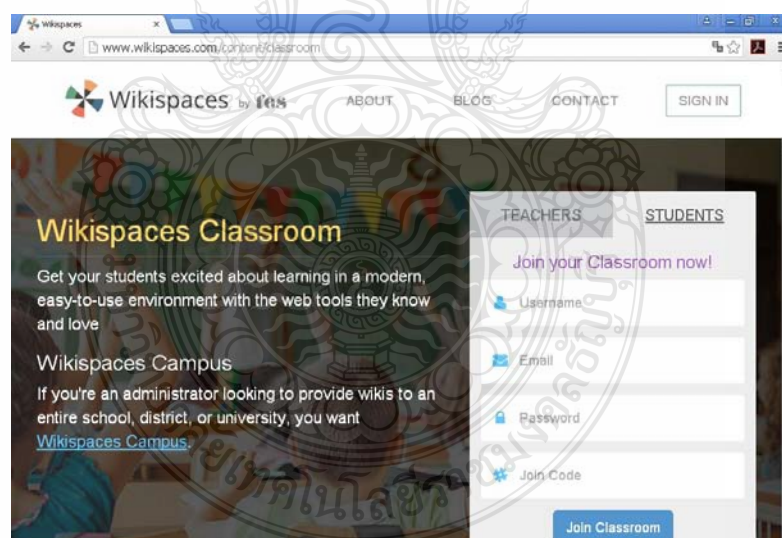 Wikispaces
www.wikispaces.com/content/classroom
Wikispaces by tes
ABOUT
BLOG
CONTACT
SIGN IN
Wikispaces Classroom
Get your students excited about learning in a modern,
easy-to-use environment with the web tools they know
and love
Wikispaces Campus
If you're an administrator looking to provide wikis to an
entire school, district, or university, you want
Wikispaces Campus.
TEACHERS
STUDENTS
Join your Classroom now!
Username
Email
Password
Join Code
Join Classroom